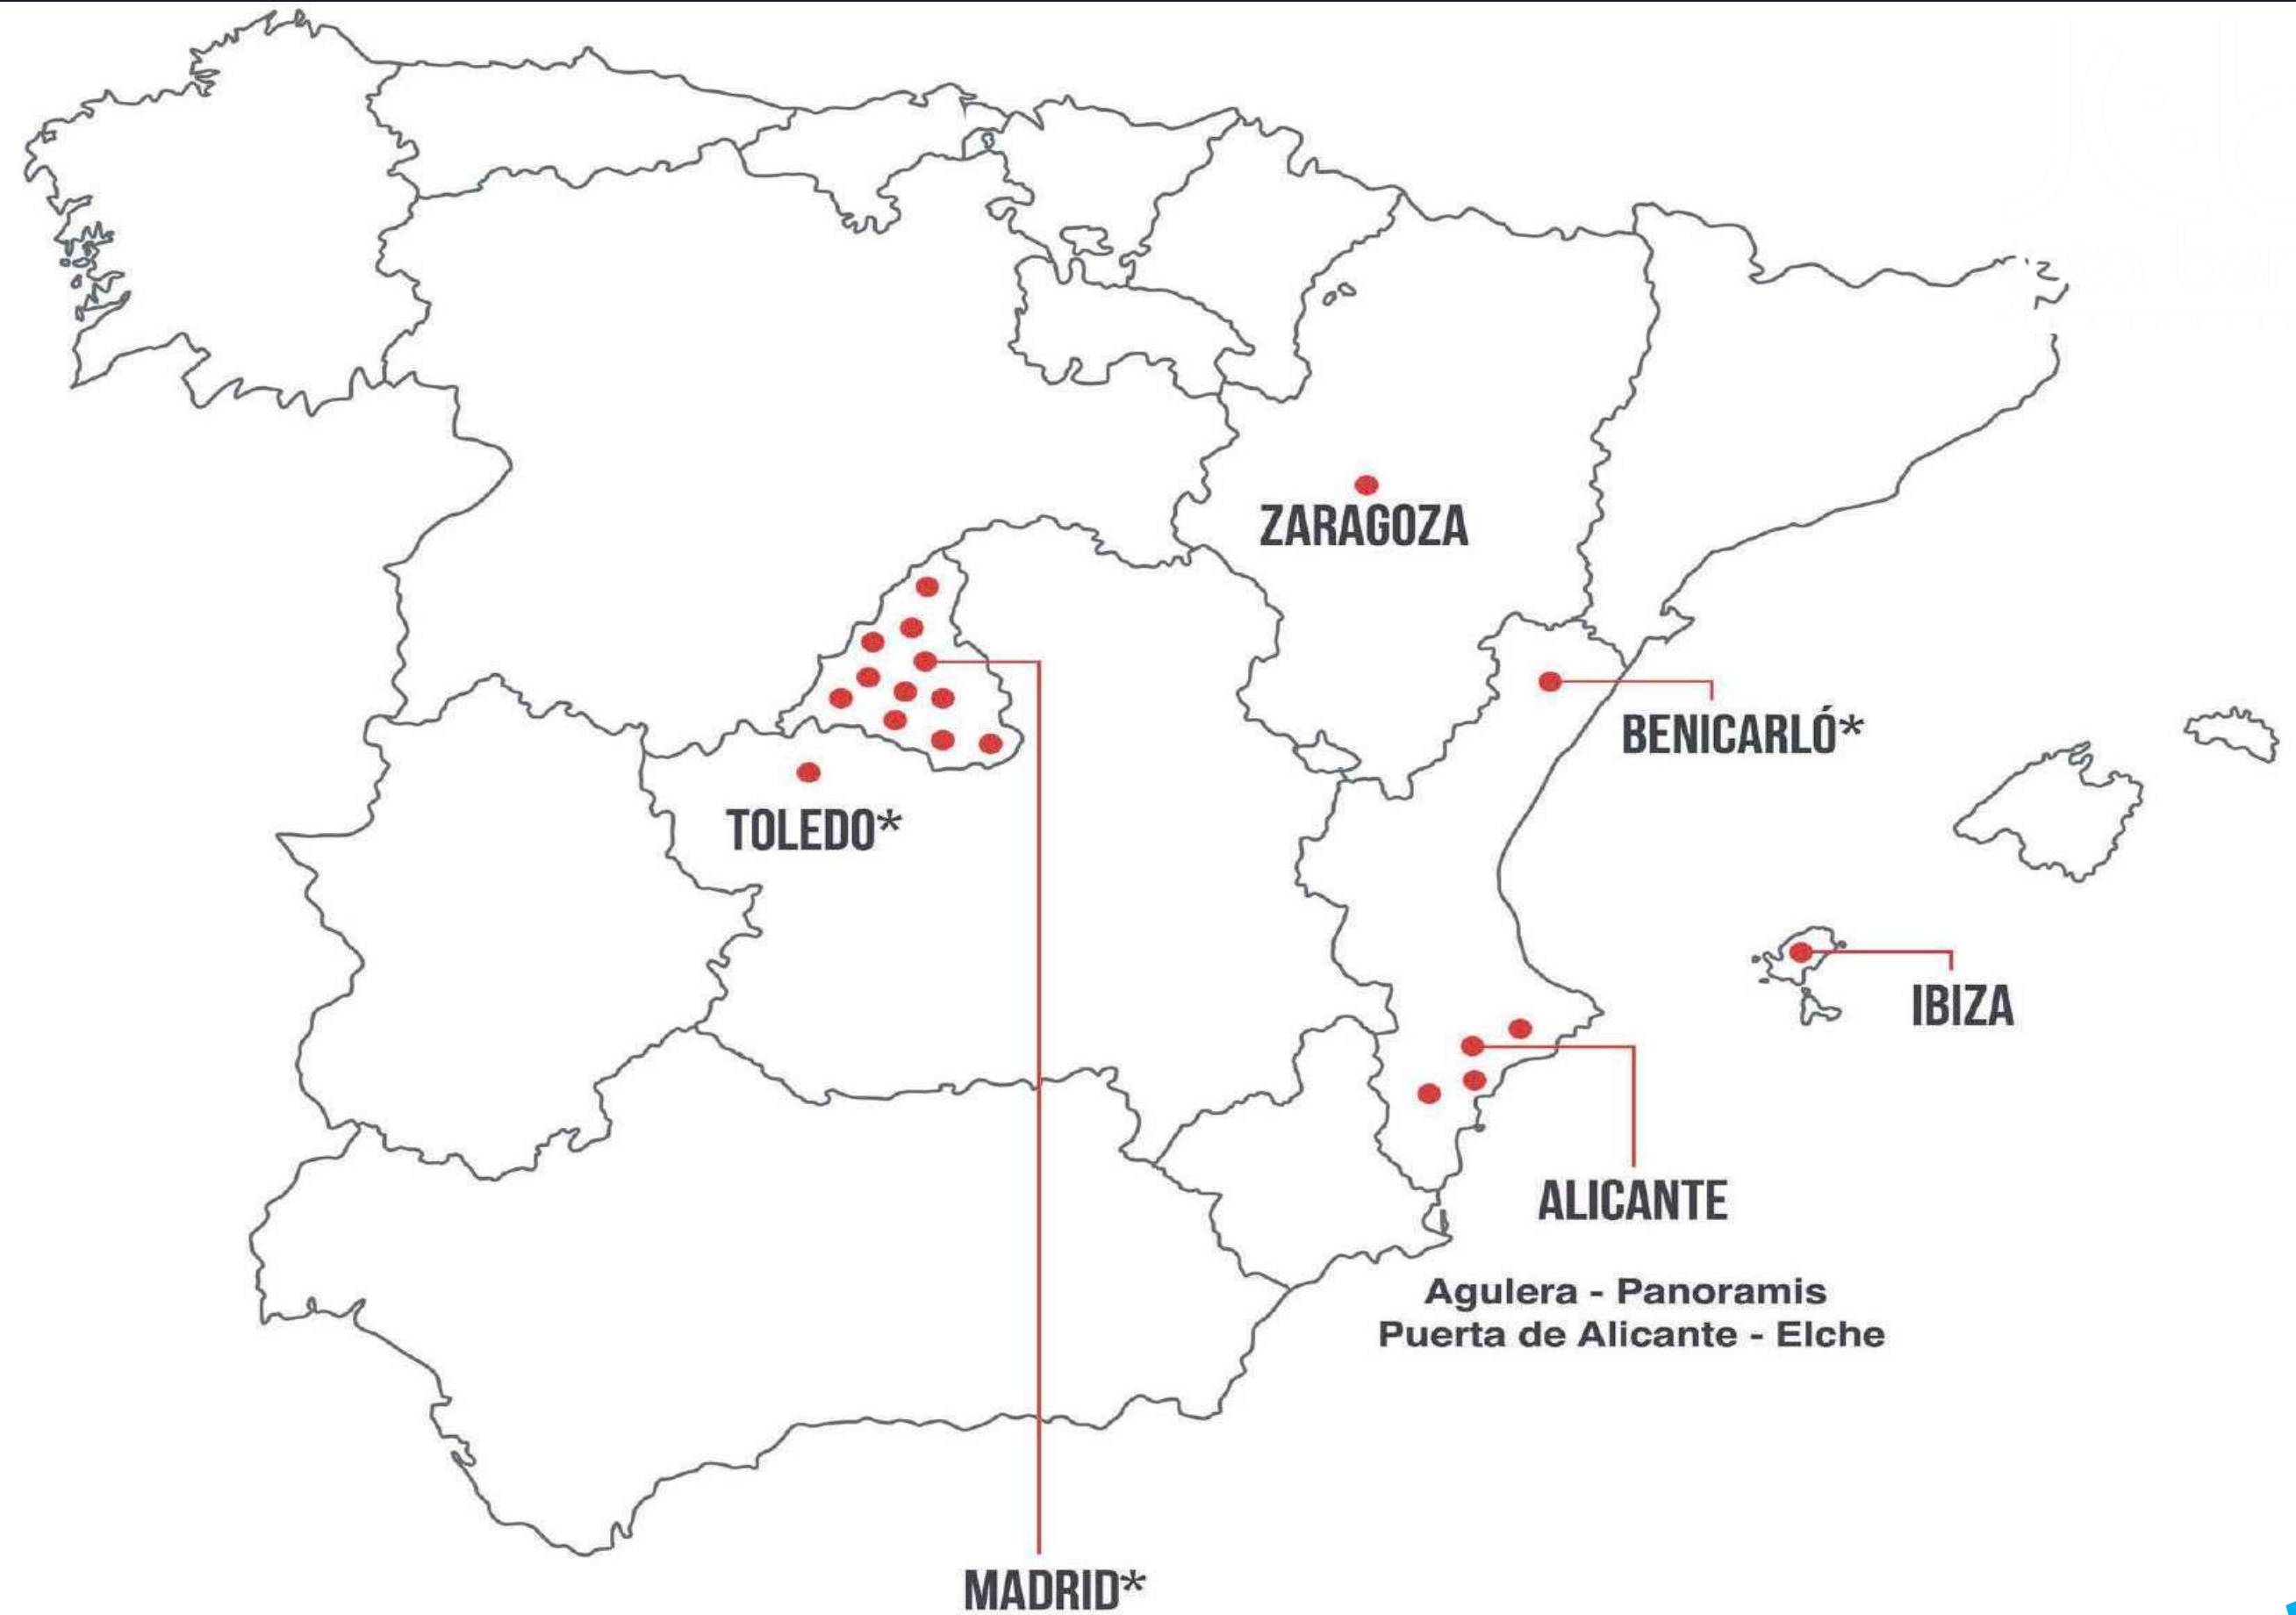 ZARAGOZA
BENICARLÓ*
TOLEDO*
IBIZA
ALICANTE
Agulera - Panoramis
Puerta de Alicante - Elche
MADRID*